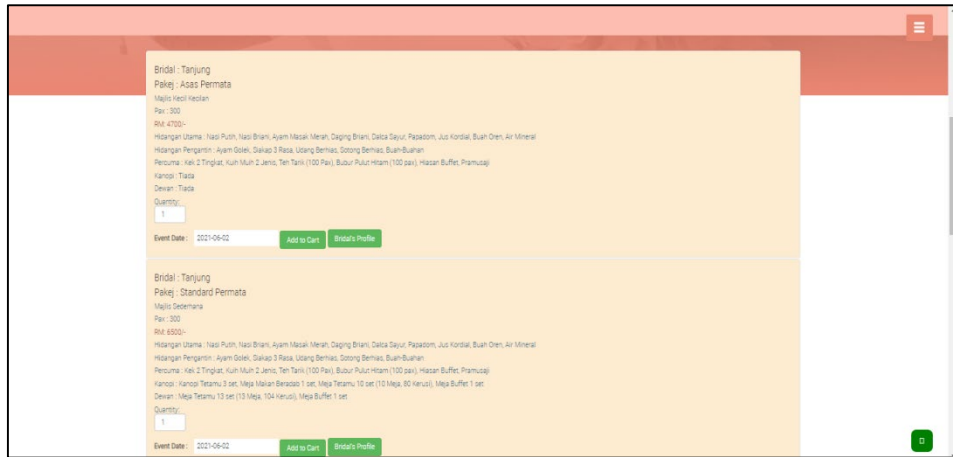 Bridal : Tanjung
Pakej : Asas Permata
Majlis Kecil Kecilan
Pax : 300
RM: 4700/-
Hidangan Utama : Nasi Putih, Nasi Briani, Ayam Masak Merah, Daging Briani, Dalca Sayur, Papadom, Jus Kordial, Buah Oren, Air Mineral
Hidangan Pengantin : Ayam Golek, Siakap 3 Rasa, Udang Berhias, Sotong Berhias, Buah-Buahan
Percuma : Kek 2 Tingkat, Kuih Muih 2 Jenis, Teh Tarik (100 Pax), Bubur Pulut Hitam (100 pax), Hiasan Buffet, Pramusaji
Kanopi : Tiada
Dewan : Tiada
Quantity:
1
Event Date : 2021-06-02 Add to Cart Bridal's Profile
Bridal : Tanjung
Pakej : Standard Permata
Majlis Sederhana
Pax : 300
RM: 6500/-
Hidangan Utama : Nasi Putih, Nasi Briani, Ayam Masak Merah, Daging Briani, Dalca Sayur, Papadom, Jus Kordial, Buah Oren, Air Mineral
Hidangan Pengantin : Ayam Golek, Siakap 3 Rasa, Udang Berhias, Sotong Berhias, Buah-Buahan
Percuma : Kek 2 Tingkat, Kuih Muih 2 Jenis, Teh Tarik (100 Pax), Bubur Pulut Hitam (100 pax), Hiasan Buffet, Pramusaji
Kanopi : Kanopi Tetamu 3 set, Meja Makan Beradab 1 set, Meja Tetamu 10 set (10 Meja, 80 Kerusi), Meja Buffet 1 set
Dewan : Meja Tetamu 13 set (13 Meja, 104 Kerusi), Meja Buffet 1 set
Quantity:
1
Event Date : 2021-06-02 Add to Cart Bridal's Profile